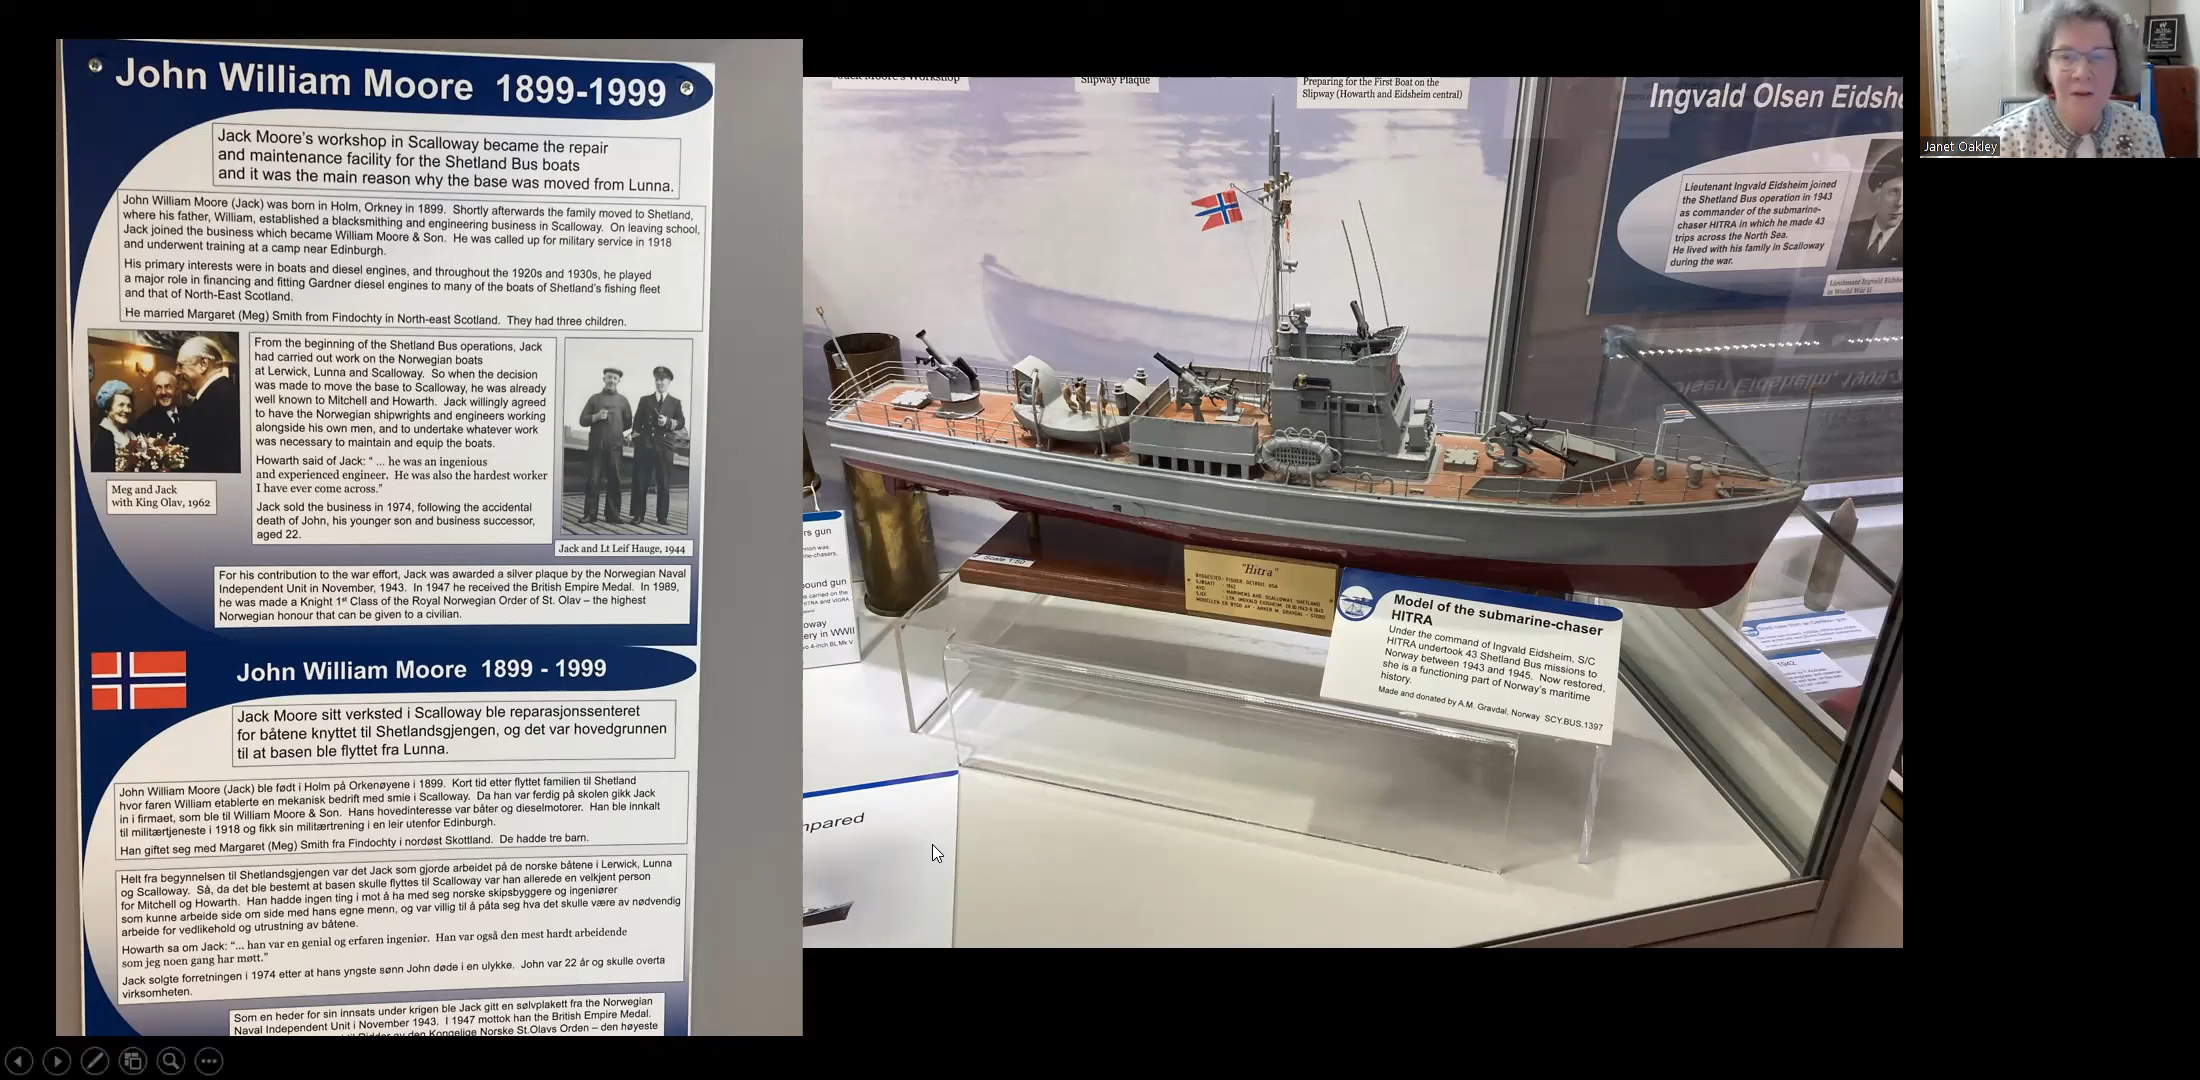 John William Moore 1899-1999
Jack Moore's workshop in Scalloway became the repair
and maintenance facility for the Shetland Bus boats
and it was the main reason why the base was moved from Lunna.
John William Moore (Jack) was born in Holm, Orkney in 1899. Shortly afterwards the family moved to Shetland,
where his father, William, established a blacksmithing and engineering business in Scalloway. On leaving school,
Jack joined the business which became William Moore & Son. He was called up for military service in 1918
and underwent training at a camp near Edinburgh.
His primary interests were in boats and diesel engines, and throughout the 1920s and 1930s, he played
a major role in financing and fitting Gardner diesel engines to many of the boats of Shetland's fishing fleet
and that of North-East Scotland.
He married Margaret (Meg) Smith from Findochty in North-east Scotland. They had three children.
From the beginning of the Shetland Bus operations, Jack
had carried out work on the Norwegian boats
at Lerwick, Lunna and Scalloway. So when the decision
was made to move the base to Scalloway, he was already
well known to Mitchell and Howarth. Jack willingly agreed
to have the Norwegian shipwrights and engineers working
alongside his own men, and to undertake whatever work
was necessary to maintain and equip the boats.
Howarth said of Jack: " ... he was an ingenious
and experienced engineer. He was also the hardest worker
I have ever come across."
Jack sold the business in 1974, following the accidental
death of John, his younger son and business successor,
aged 22.
Meg and Jack
with King Olav, 1962
Jack and Lt Leif Hauge, 1944
For his contribution to the war effort, Jack was awarded a silver plaque by the Norwegian Naval
Independent Unit in November, 1943. In 1947 he received the British Empire Medal. In 1989,
he was made a Knight 1st Class of the Royal Norwegian Order of St. Olav – the highest
Norwegian honour that can be given to a civilian.
John William Moore 1899 - 1999
Jack Moore sitt verksted i Scalloway ble reparasjonssenteret
for båtene knyttet til Shetlandsgjengen, og det var hovedgrunnen
til at basen ble flyttet fra Lunna.
John William Moore (Jack) ble født i Holm på Orkenøyene i 1899. Kort tid etter flyttet familien til Shetland
hvor faren William etablerte en mekanisk bedrift med smie i Scalloway. Da han var ferdig på skolen gikk Jack
in i firmaet, som ble til William Moore & Son. Hans hovedinteresse var båter og dieselmotorer. Han ble innkalt
til militærtjeneste i 1918 og fikk sin militærtrening i en leir utenfor Edinburgh.
Han giftet seg med Margaret (Meg) Smith fra Findochty i nordøst Skottland. De hadde tre barn.
Helt fra begynnelsen til Shetlandsgjengen var det Jack som gjorde arbeidet på de norske båtene i Lerwick, Lunna
og Scalloway. Så, da det ble bestemt at basen skulle flyttes til Scalloway var han allerede en velkjent person
for Mitchell og Howarth. Han hadde ingen ting i mot å ha med seg norske skipsbyggere og ingeniører
som kunne arbeide side om side med hans egne menn, og var villig til å påta seg hva det skulle være av nødvendig
arbeide for vedlikehold og utrustning av båtene.
Howarth sa om Jack: "... han var en genial og erfaren ingeniør. Han var også den mest hardt arbeidende
som jeg noen gang har møtt."
Jack solgte forretningen i 1974 etter at hans yngste sønn John døde i en ulykke. John var 22 år og skulle overta
virksomheten.
Som en heder for sin innsats under krigen ble Jack gitt en sølvplakett fra the Norwegian
Naval Independent Unit i November 1943. I 1947 mottok han the British Empire Medal.
den Kongelige Norske St.Olavs Orden – den høyeste
Jack Moore's Workshop
Slipway Plaque
Preparing for the First Boat on the
Slipway (Howarth and Eidsheim central)
Ingvald Olsen Eidshe
Lieutenant Ingvald Eidsheim joined
the Shetland Bus operation in 1943
as commander of the submarine-
chaser HITRA in which he made 43
trips across the North Sea.
He lived with his family in Scalloway
during the war.
Lieutenant Ingvald
in World War II
"Hitra"
Scale 1:50
Model of the submarine-chaser
HITRA
Under the command of Ingvald Eidsheim, S/C
HITRA undertook 43 Shetland Bus missions to
Norway between 1943 and 1945. Now restored,
she is a functioning part of Norway's maritime
history.
Made and donated by A.M. Gravdal, Norway SCY.BUS.1397
rs gun
ound gun
oway
ery in WWII
mpared
1942
Janet Oakley